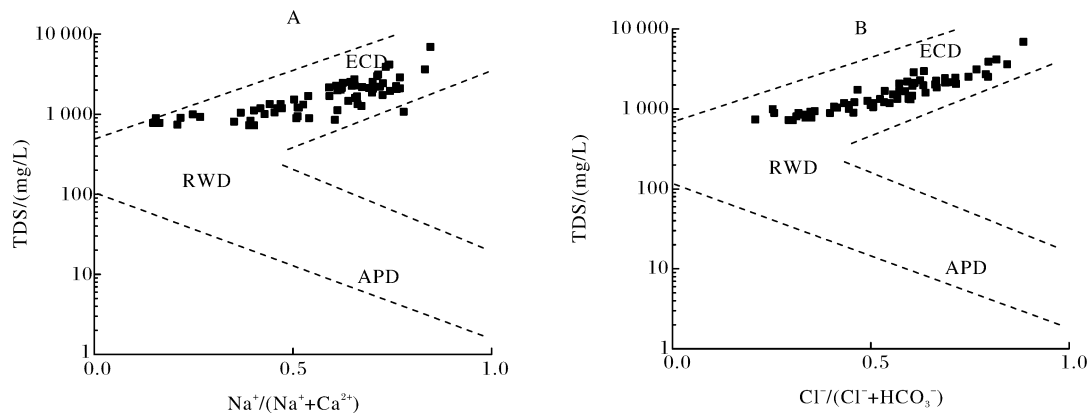 A
10 000
1 000
100
10
1
TDS/(mg/L)
ECD
RWD
APD
0.0 0.5 1.0
Na⁺/(Na⁺+Ca²⁺)
B
10 000
1 000
100
10
1
TDS/(mg/L)
ECD
RWD
APD
0.0 0.5 1.0
Cl⁻/(Cl⁻+HCO₃⁻)